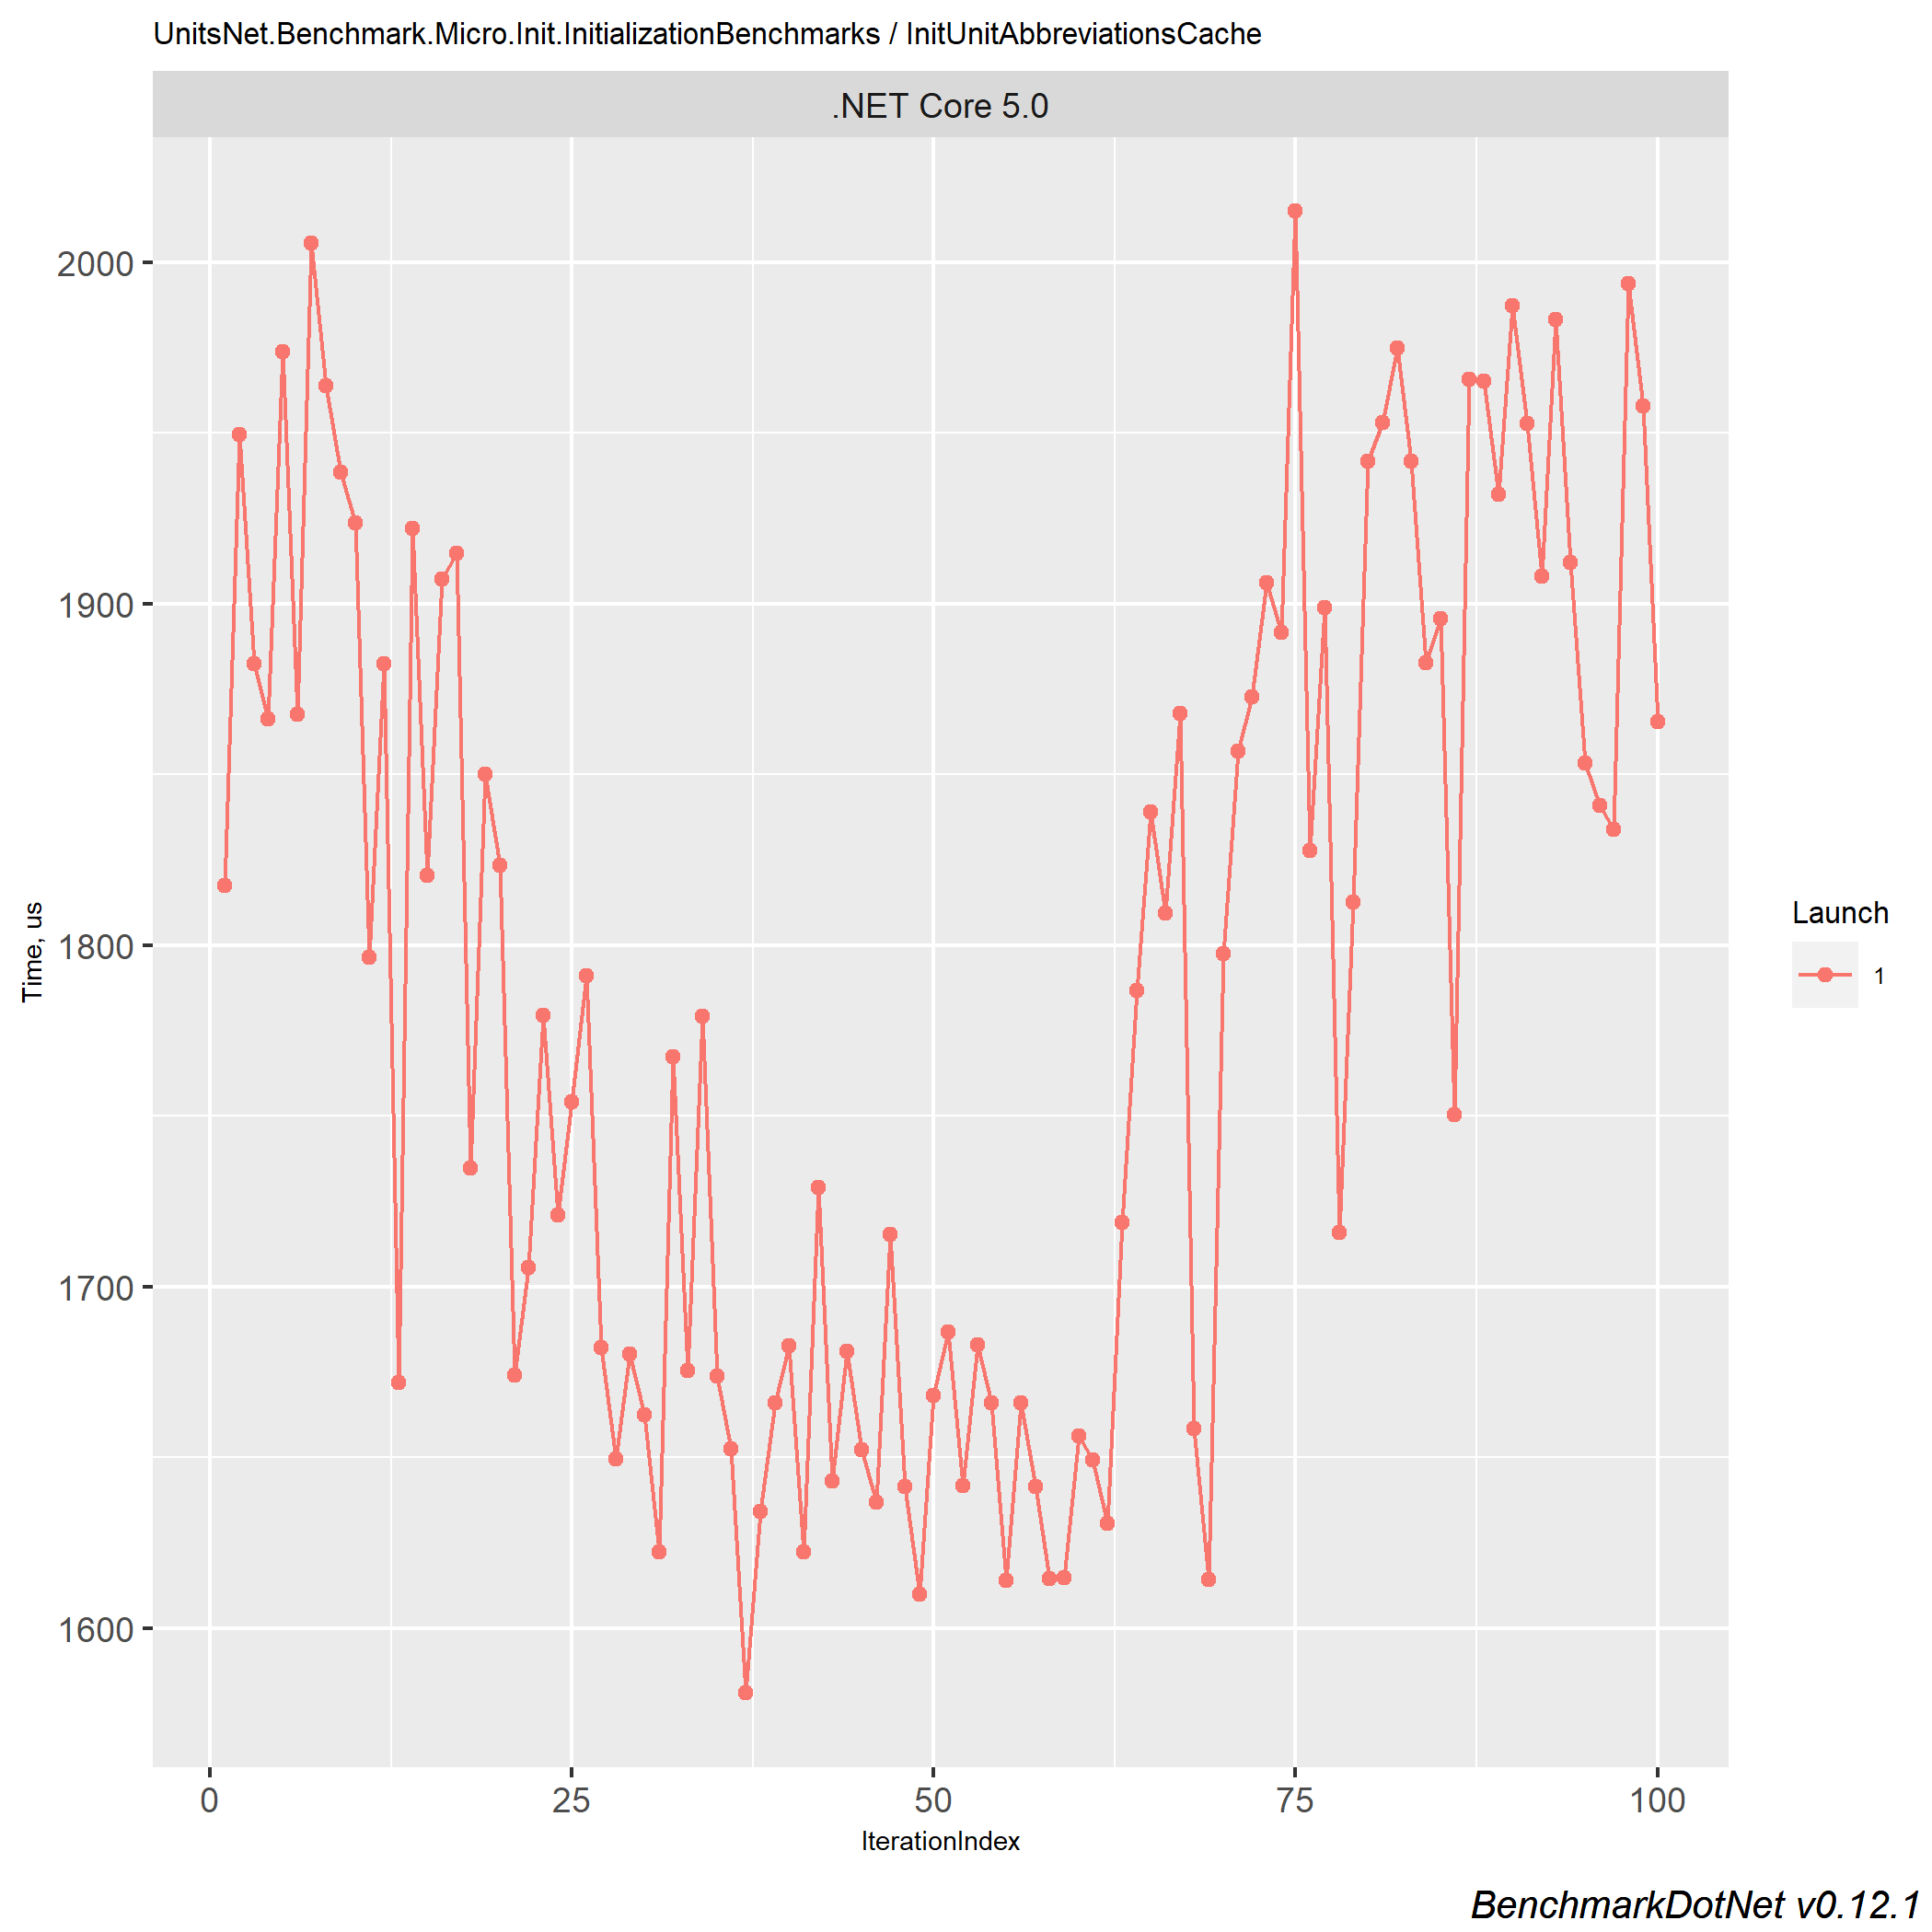 UnitsNet.Benchmark.Micro.Init.InitializationBenchmarks / InitUnitAbbreviationsCache
.NET Core 5.0
2000
1900
1800
1700
1600
Time, us
0 25 50 75 100
IterationIndex
Launch
1
BenchmarkDotNet v0.12.1